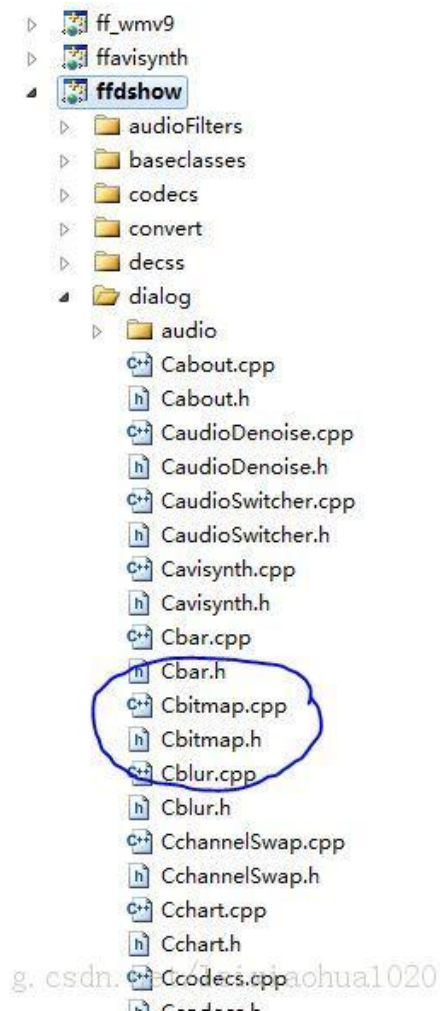 ff_wmv9
ffavisynth
ffdshow
audioFilters
baseclasses
codecs
convert
decss
dialog
audio
Cabout.cpp
Cabout.h
CaudioDenoise.cpp
CaudioDenoise.h
CaudioSwitcher.cpp
CaudioSwitcher.h
Cavisynth.cpp
Cavisynth.h
Cbar.cpp
Cbar.h
Cbitmap.cpp
Cbitmap.h
Cblur.cpp
Cblur.h
CchannelSwap.cpp
CchannelSwap.h
Cchart.cpp
Cchart.h
Ccodecs.cpp